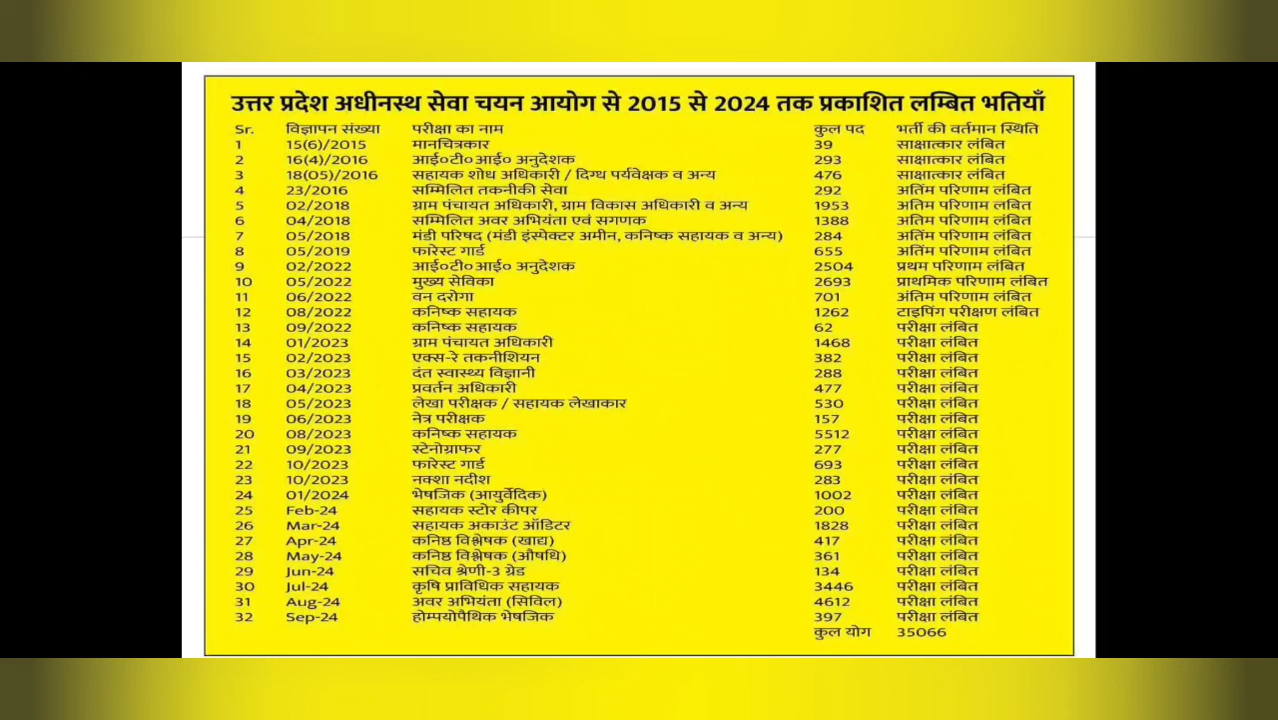 उत्तर प्रदेश अधीनस्थ सेवा चयन आयोग से 2015 से 2024 तक प्रकाशित लम्बित भतियाँ
Sr. विज्ञापन संख्या परीक्षा का नाम कुल पद भर्ती की वर्तमान स्थिति
1 15(6)/2015 मानचित्रकार 39 साक्षात्कार लंबित
2 16(4)/2016 आई०टी०आई० अनुदेशक 293 साक्षात्कार लंबित
3 18(05)/2016 सहायक शोध अधिकारी / दिग्ध पर्यवेक्षक व अन्य 476 साक्षात्कार लंबित
4 23/2016 सम्मिलित तकनीकी सेवा 292 अतिंम परिणाम लंबित
5 02/2018 ग्राम पंचायत अधिकारी, ग्राम विकास अधिकारी व अन्य 1953 अतिंम परिणाम लंबित
6 04/2018 सम्मिलित अवर अभियंता एवं सगणक 1388 अतिंम परिणाम लंबित
7 05/2018 मंडी परिषद (मंडी इंस्पेक्टर अमीन, कनिष्क सहायक व अन्य) 284 अतिंम परिणाम लंबित
8 05/2019 फारेस्ट गार्ड 655 अतिंम परिणाम लंबित
9 02/2022 आई०टी०आई० अनुदेशक 2504 प्रथम परिणाम लंबित
10 05/2022 मुख्य सेविका 2693 प्राथमिक परिणाम लंबित
11 06/2022 वन दरोगा 701 अंतिम परिणाम लंबित
12 08/2022 कनिष्क सहायक 1262 टाइपिंग परीक्षण लंबित
13 09/2022 कनिष्क सहायक 62 परीक्षा लंबित
14 01/2023 ग्राम पंचायत अधिकारी 1468 परीक्षा लंबित
15 02/2023 एक्स-रे तकनीशियन 382 परीक्षा लंबित
16 03/2023 दंत स्वास्थ्य विज्ञानी 288 परीक्षा लंबित
17 04/2023 प्रवर्तन अधिकारी 477 परीक्षा लंबित
18 05/2023 लेखा परीक्षक / सहायक लेखाकार 530 परीक्षा लंबित
19 06/2023 नेत्र परीक्षक 157 परीक्षा लंबित
20 08/2023 कनिष्क सहायक 5512 परीक्षा लंबित
21 09/2023 स्टेनोग्राफर 277 परीक्षा लंबित
22 10/2023 फारेस्ट गार्ड 693 परीक्षा लंबित
23 10/2023 नक्शा नदीश 283 परीक्षा लंबित
24 01/2024 भेषजिक (आयुर्वेदिक) 1002 परीक्षा लंबित
25 Feb-24 सहायक स्टोर कीपर 200 परीक्षा लंबित
26 Mar-24 सहायक अकाउंट ऑडिटर 1828 परीक्षा लंबित
27 Apr-24 कनिष्ठ विश्लेषक (खाद्य) 417 परीक्षा लंबित
28 May-24 कनिष्ठ विश्लेषक (औषधि) 361 परीक्षा लंबित
29 Jun-24 सचिव श्रेणी-3 ग्रेड 134 परीक्षा लंबित
30 Jul-24 कृषि प्राविधिक सहायक 3446 परीक्षा लंबित
31 Aug-24 अवर अभियंता (सिविल) 4612 परीक्षा लंबित
32 Sep-24 होम्पयोपैथिक भेषजिक 397 परीक्षा लंबित
कुल योग 35066